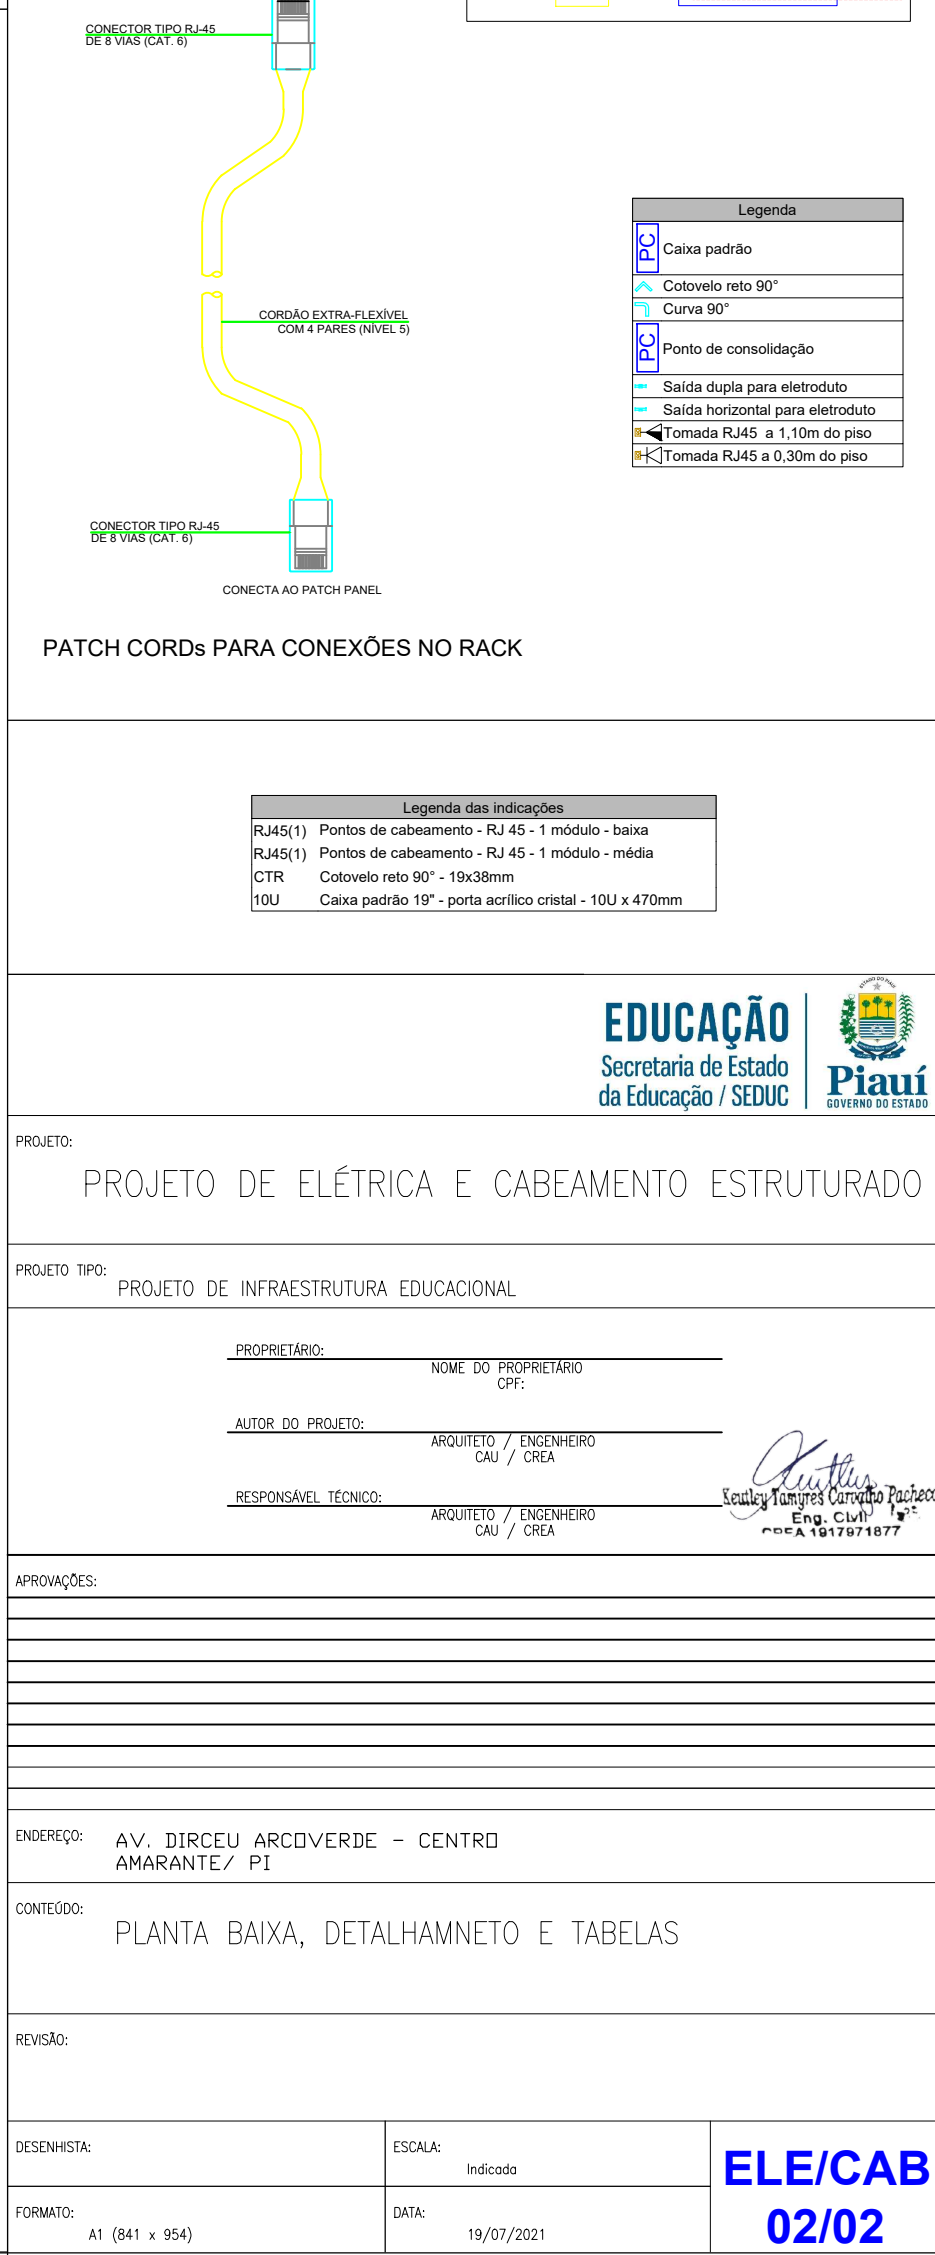 CONECTOR TIPO RJ-45
DE 8 VIAS (CAT. 6)
CORDÃO EXTRA-FLEXÍVEL
COM 4 PARES (NÍVEL 5)
CONECTOR TIPO RJ-45
DE 8 VIAS (CAT. 6)
CONECTA AO PATCH PANEL
PATCH CORDs PARA CONEXÕES NO RACK
Legenda
PC Caixa padrão
Cotovelo reto 90°
Curva 90°
PC Ponto de consolidação
Saída dupla para eletroduto
Saída horizontal para eletroduto
Tomada RJ45 a 1,10m do piso
Tomada RJ45 a 0,30m do piso
Legenda das indicações
RJ45(1) Pontos de cabeamento - RJ 45 - 1 módulo - baixa
RJ45(1) Pontos de cabeamento - RJ 45 - 1 módulo - média
CTR Cotovelo reto 90° - 19x38mm
10U Caixa padrão 19" - porta acrílico cristal - 10U x 470mm
EDUCAÇÃO
Secretaria de Estado
da Educação / SEDUC
ESTADO DO PIAUÍ
Piauí
GOVERNO DO ESTADO
PROJETO:
PROJETO DE ELÉTRICA E CABEAMENTO ESTRUTURADO
PROJETO TIPO:
PROJETO DE INFRAESTRUTURA EDUCACIONAL
PROPRIETÁRIO:
NOME DO PROPRIETÁRIO
CPF:
AUTOR DO PROJETO:
ARQUITETO / ENGENHEIRO
CAU / CREA
RESPONSÁVEL TÉCNICO:
ARQUITETO / ENGENHEIRO
CAU / CREA
Keutley Tamyres Carvalho Pacheco
Eng. Civil
CREA 1917971877
APROVAÇÕES:
ENDEREÇO:
AV. DIRCEU ARCOVERDE - CENTRO
AMARANTE/ PI
CONTEÚDO:
PLANTA BAIXA, DETALHAMNETO E TABELAS
REVISÃO:
DESENHISTA:
ESCALA:
Indicada
FORMATO:
A1 (841 x 954)
DATA:
19/07/2021
ELE/CAB
02/02